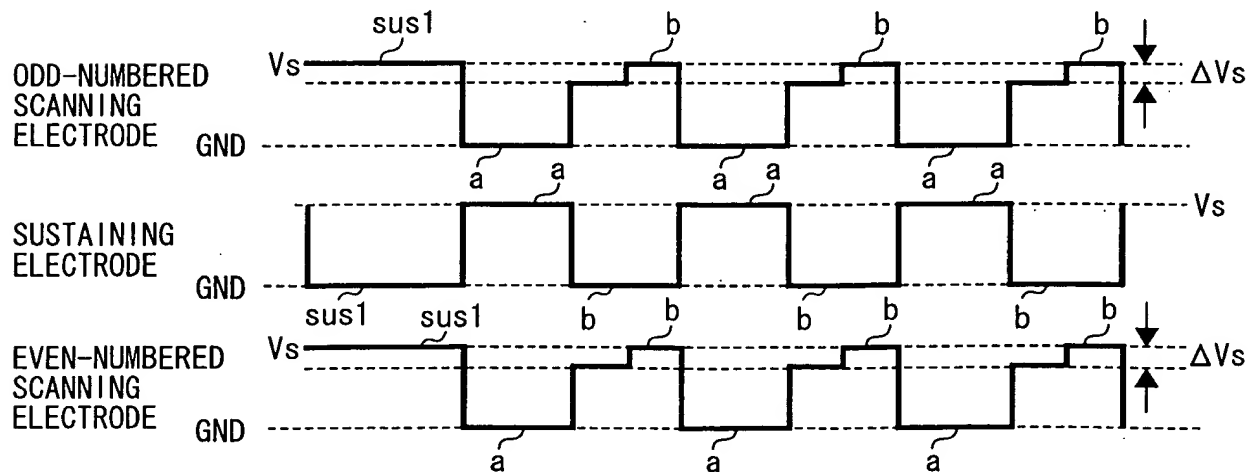 sus1 b b b
Vs
ODD-NUMBERED
SCANNING
ELECTRODE
ΔVs
GND
a a a
a a a
Vs
SUSTAINING
ELECTRODE
GND
sus1 b b b
sus1 b b b
Vs
EVEN-NUMBERED
SCANNING
ELECTRODE
ΔVs
GND
a a a